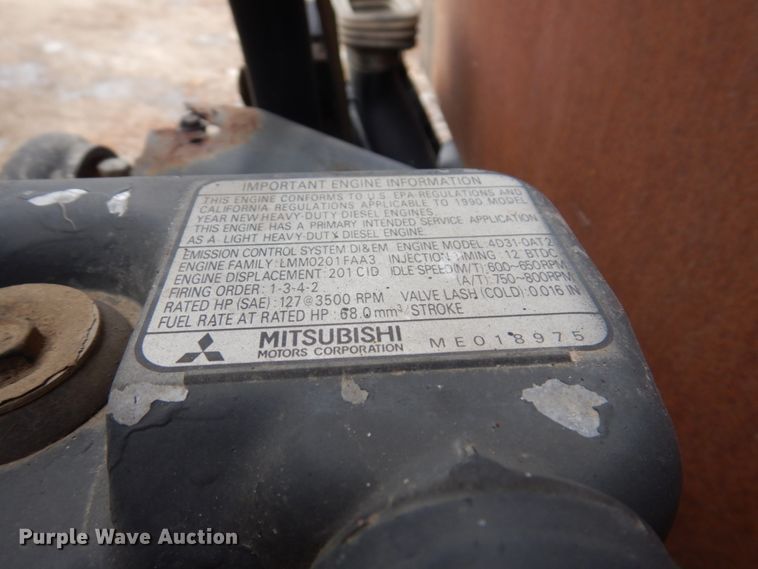 IMPORTANT ENGINE INFORMATION
THIS ENGINE CONFORMS TO U.S. EPA-REGULATIONS AND
CALIFORNIA REGULATIONS APPLICABLE TO 1990 MODEL
YEAR NEW HEAVY-DUTY DIESEL ENGINES.
THIS ENGINE HAS A PRIMARY INTENDED SERVICE APPLICATION
AS A LIGHT HEAVY-DUTY DIESEL ENGINE.
EMISSION CONTROL SYSTEM DI&EM ENGINE MODEL 4D31-0AT2
ENGINE FAMILY: LMM0201FAA3 INJECTION TIMING: 12 BTDC
ENGINE DISPLACEMENT: 201 CID IDLE SPEED(M/T): 600~650RPM
FIRING ORDER: 1-3-4-2 (A/T): 750~800RPM
RATED HP (SAE): 127 @ 3500 RPM VALVE LASH (COLD): 0.016 IN
FUEL RATE AT RATED HP: 68.0 mm³/STROKE
MITSUBISHI
MOTORS CORPORATION
ME018975
Purple Wave Auction®